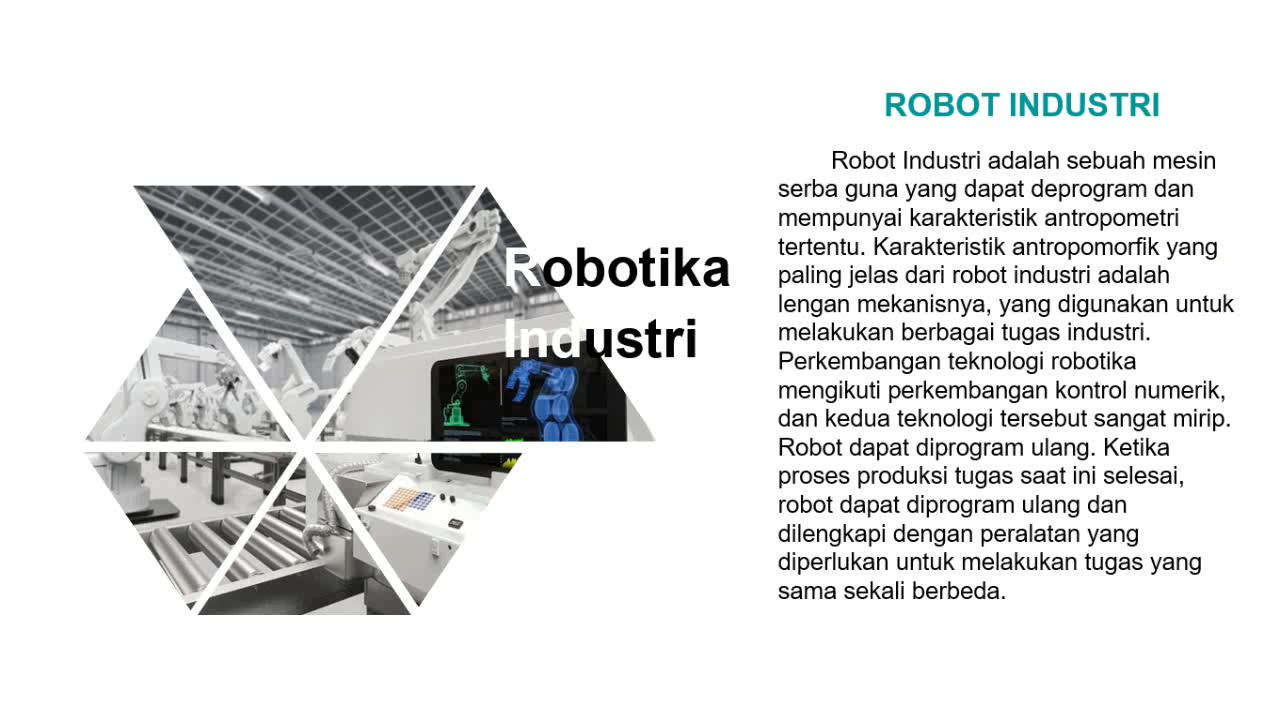 Robotika
Industri
ROBOT INDUSTRI
Robot Industri adalah sebuah mesin
serba guna yang dapat deprogram dan
mempunyai karakteristik antropometri
tertentu. Karakteristik antropomorfik yang
paling jelas dari robot industri adalah
lengan mekanisnya, yang digunakan untuk
melakukan berbagai tugas industri.
Perkembangan teknologi robotika
mengikuti perkembangan kontrol numerik,
dan kedua teknologi tersebut sangat mirip.
Robot dapat diprogram ulang. Ketika
proses produksi tugas saat ini selesai,
robot dapat diprogram ulang dan
dilengkapi dengan peralatan yang
diperlukan untuk melakukan tugas yang
sama sekali berbeda.